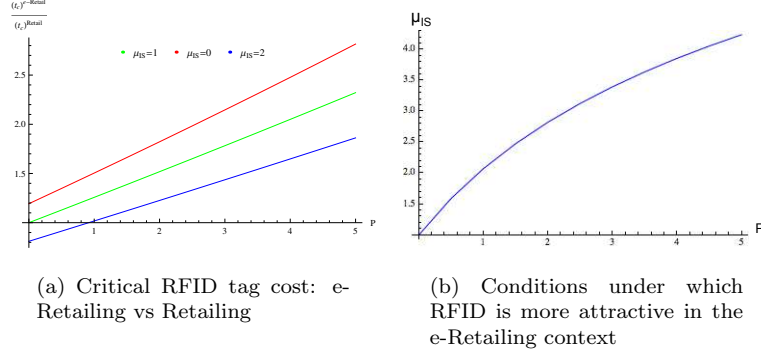 (t_c)^{e-Retail}
(t_c)^{Retail}
μ_IS=1 μ_IS=0 μ_IS=2
2.5
2.0
1.5
1 2 3 4 5 P
μ_IS
4.0
3.5
3.0
2.5
2.0
1.5
1 2 3 4 5
(a) Critical RFID tag cost: e-
Retailing vs Retailing
(b) Conditions under which
RFID is more attractive in the
e-Retailing context